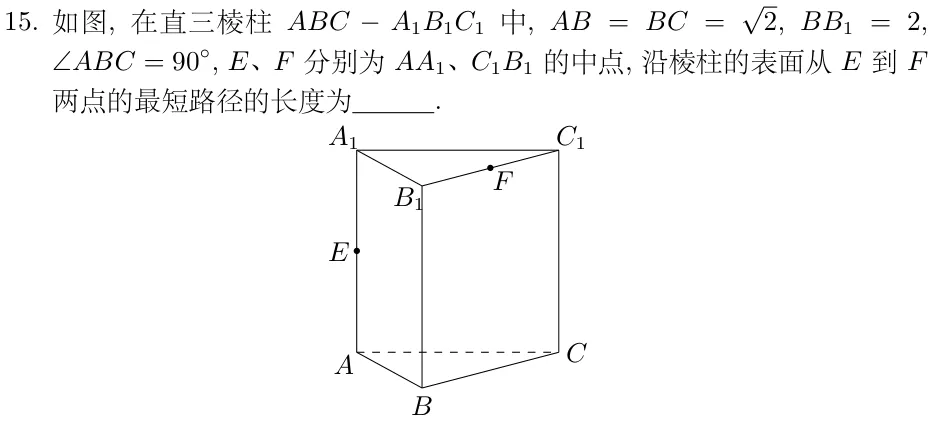 15. 如图, 在直三棱柱 ABC − A₁B₁C₁ 中, AB = BC = √2, BB₁ = 2,
∠ABC = 90°, E、F 分别为 AA₁、C₁B₁ 的中点, 沿棱柱的表面从 E 到 F
两点的最短路径的长度为______.
A₁ C₁
F
B₁
E
A C
B